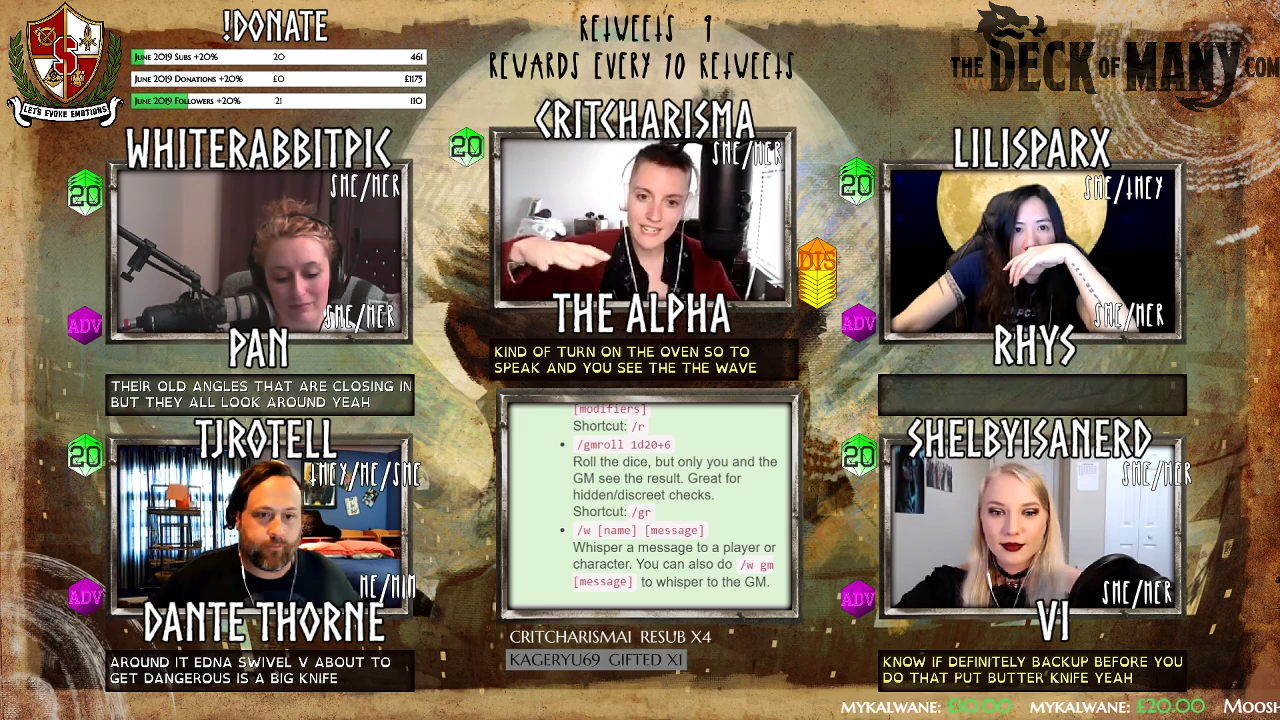 !DONATE
JUNE 2019 SUBS +20% 20 461
JUNE 2019 DONATIONS +20% £0 £1175
JUNE 2019 FOLLOWERS +20% 21 110
S
LET'S EVOKE EMOTIONS
RETWEETS 9
REWARDS EVERY 10 RETWEETS
THE DECK OF MANY .COM
WHITERABBITPIC
SHE/HER
20
ADV
SHE/HER
PAN
THEIR OLD ANGLES THAT ARE CLOSING IN
BUT THEY ALL LOOK AROUND YEAH
CRITCHARISMA
SHE/HER
20
DTS
THE ALPHA
KIND OF TURN ON THE OVEN SO TO
SPEAK AND YOU SEE THE THE WAVE
LILISPARX
SHE/THEY
20
ADV
SHE/HER
RHYS
TJROTELL
THEY/HE/SHE
20
ADV
HE/HIM
DANTE THORNE
AROUND IT EDNA SWIVEL V ABOUT TO
GET DANGEROUS IS A BIG KNIFE
[modifiers]
Shortcut: /r
• /gmroll 1d20+6
Roll the dice, but only you and the
GM see the result. Great for
hidden/discreet checks.
Shortcut: /gr
• /w [name] [message]
Whisper a message to a player or
character. You can also do /w gm
[message] to whisper to the GM.
CRITCHARISMA1 RESUB X4
KAGERYU69 GIFTED X1
SHELBYISANERD
SHE/HER
20
ADV
SHE/HER
VI
KNOW IF DEFINITELY BACKUP BEFORE YOU
DO THAT PUT BUTTER KNIFE YEAH
MYKALWANE: £10.00 MYKALWANE: £20.00 MOOSH